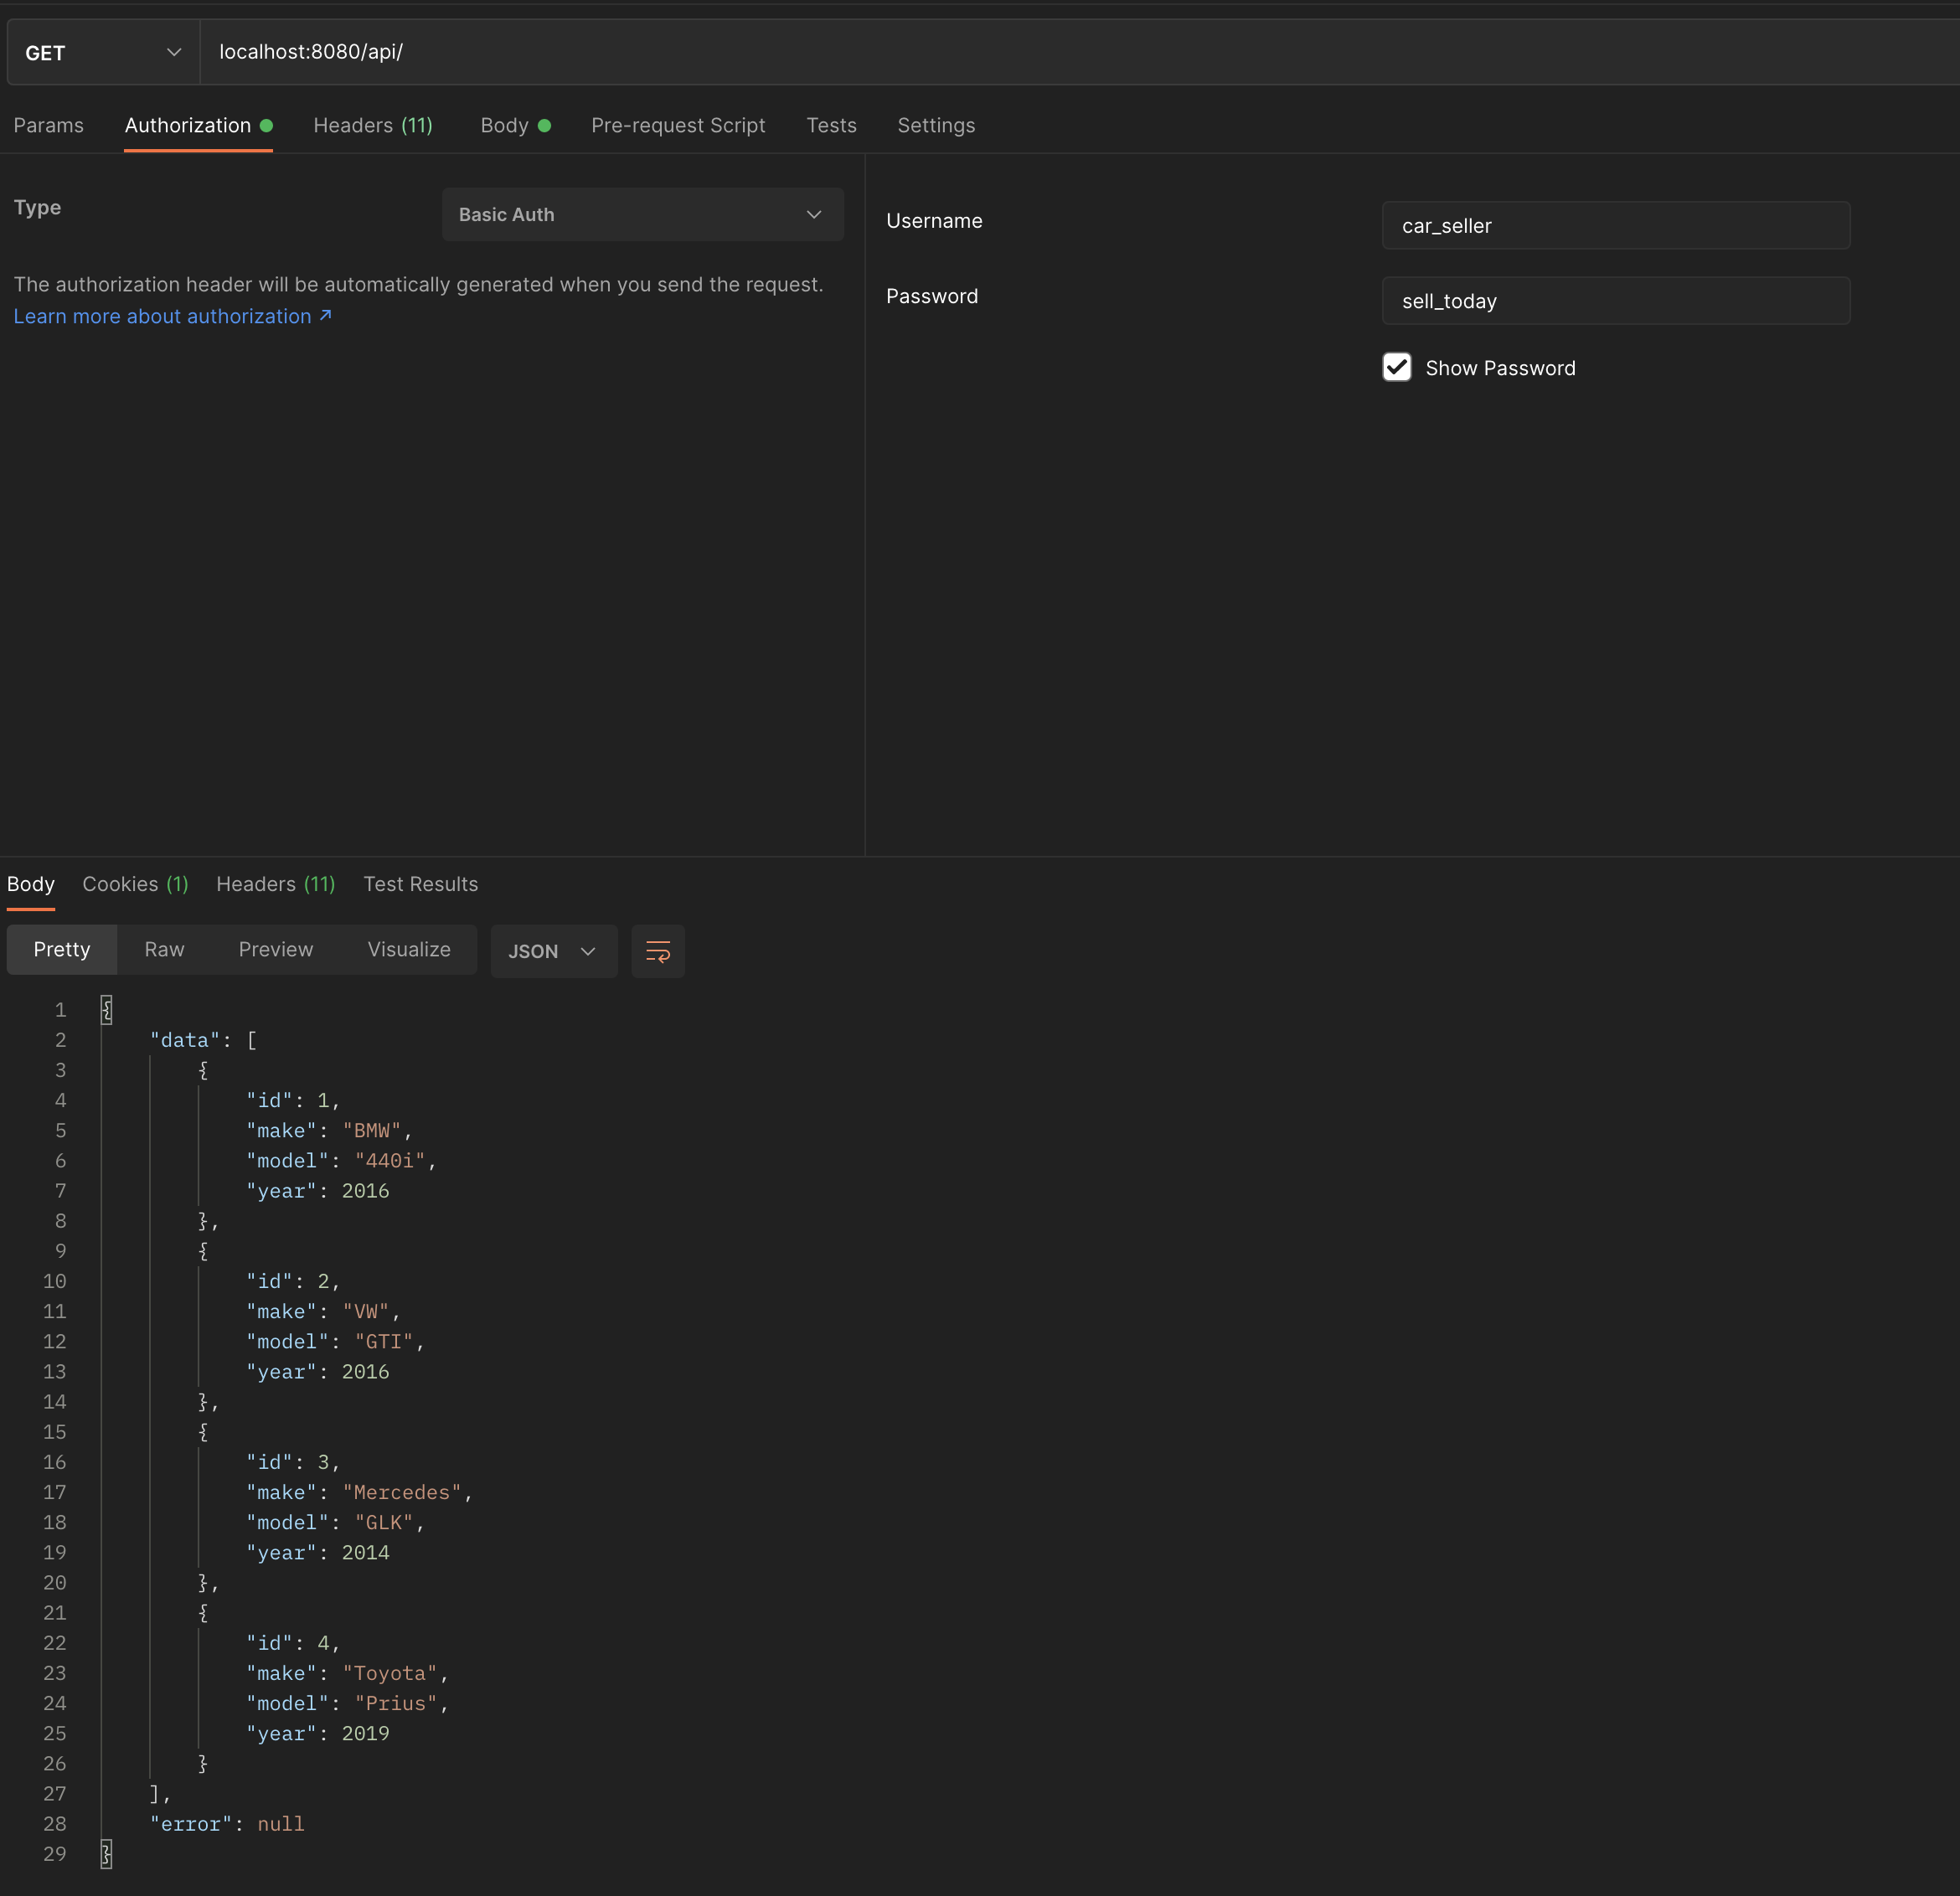 GET localhost:8080/api/
Params Authorization Headers (11) Body Pre-request Script Tests Settings
Type Basic Auth
The authorization header will be automatically generated when you send the request.
Learn more about authorization ↗
Username car_seller
Password sell_today
Show Password
Body Cookies (1) Headers (11) Test Results
Pretty Raw Preview Visualize JSON
1 {
2 "data": [
3 {
4 "id": 1,
5 "make": "BMW",
6 "model": "440i",
7 "year": 2016
8 },
9 {
10 "id": 2,
11 "make": "VW",
12 "model": "GTI",
13 "year": 2016
14 },
15 {
16 "id": 3,
17 "make": "Mercedes",
18 "model": "GLK",
19 "year": 2014
20 },
21 {
22 "id": 4,
23 "make": "Toyota",
24 "model": "Prius",
25 "year": 2019
26 }
27 ],
28 "error": null
29 }